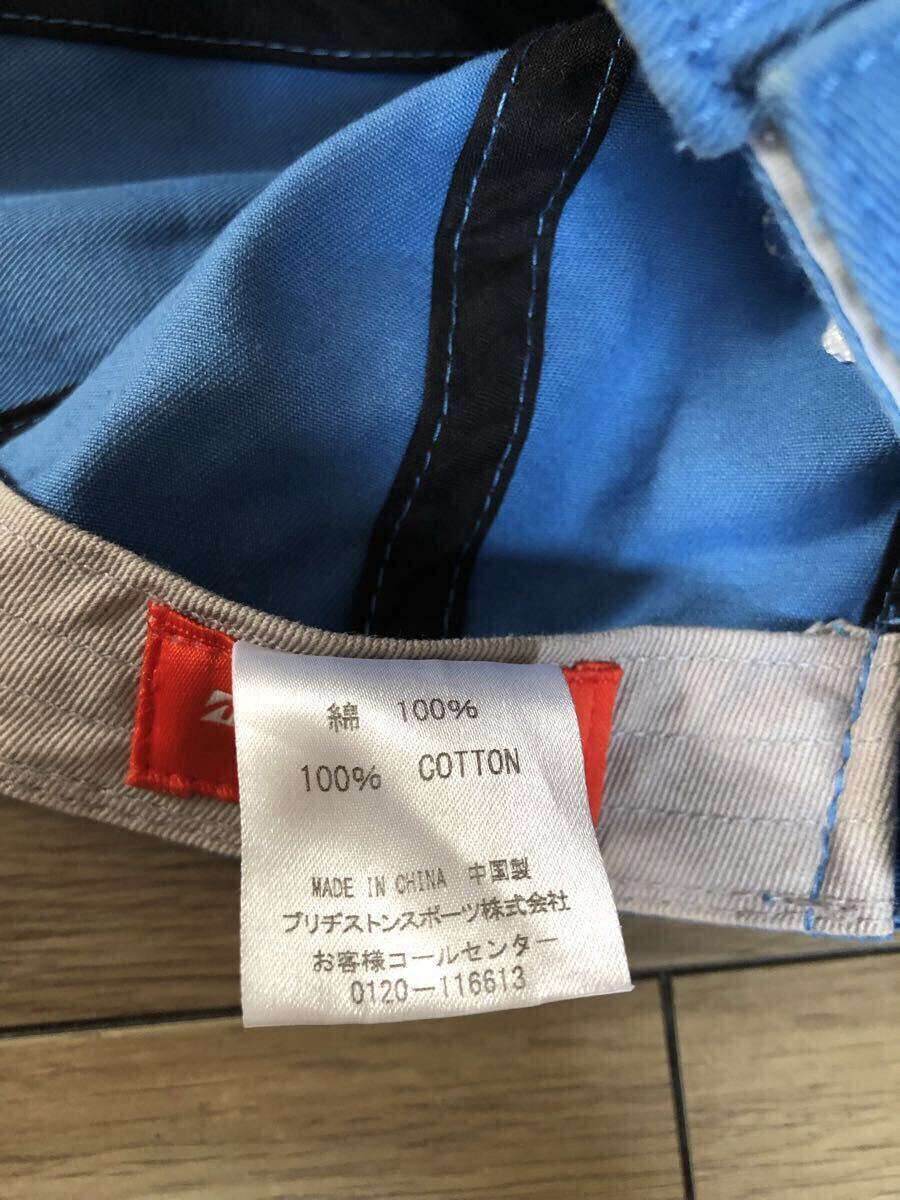 綿 100%
100% COTTON
MADE IN CHINA 中国製
ブリヂストンスポーツ株式会社
お客様コールセンター
0120-116613